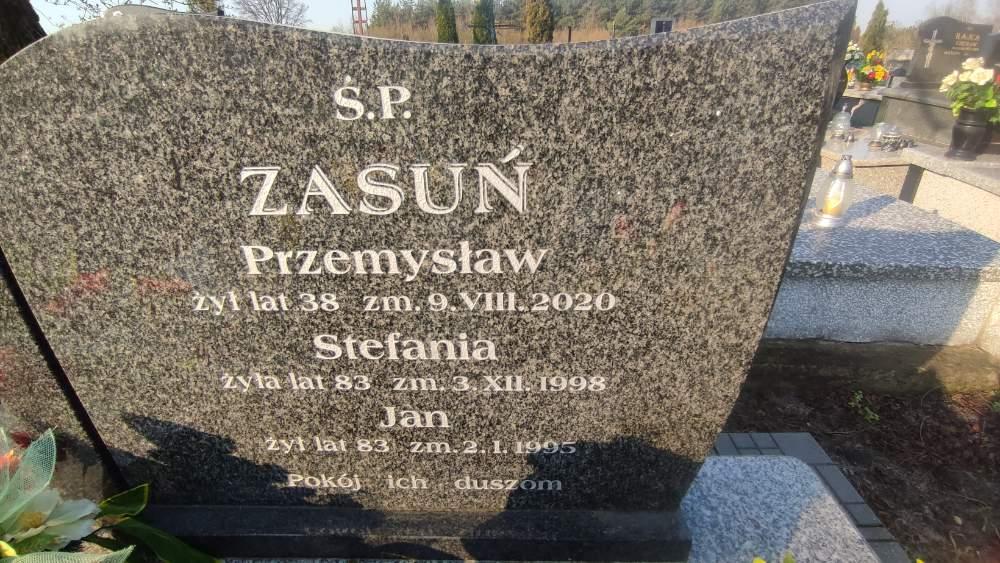 Ś.P.
ZASUŃ
Przemysław
żył lat 38 zm. 9.VIII.2020
Stefania
żyła lat 83 zm. 3.XII.1998
Jan
żył lat 83 zm. 2.I.1995
Pokój ich duszom
HAJKA